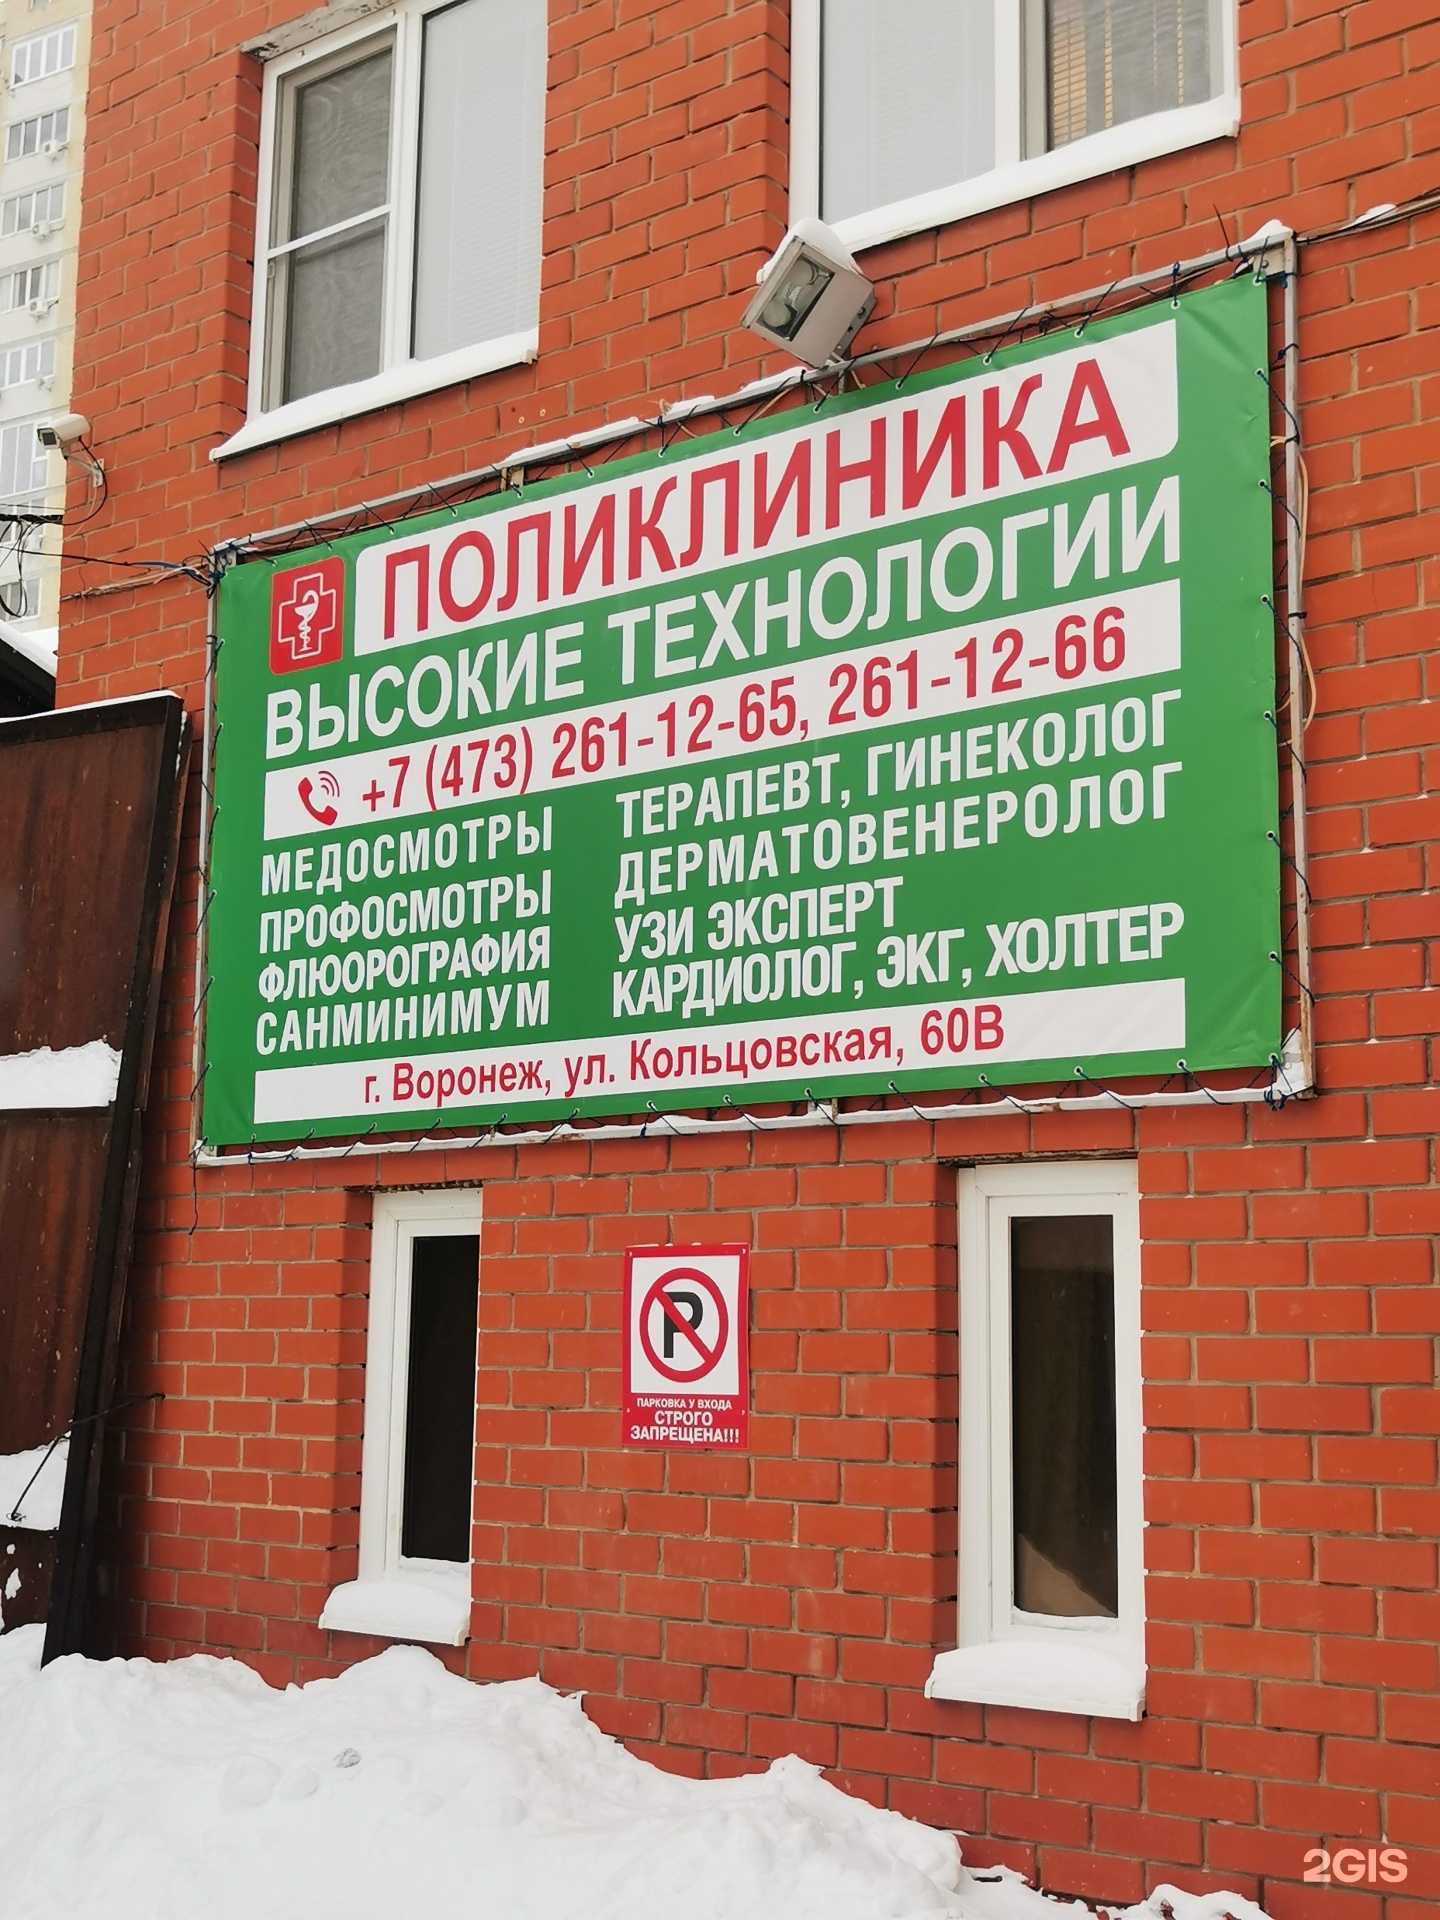 ПОЛИКЛИНИКА
ВЫСОКИЕ ТЕХНОЛОГИИ
+7 (473) 261-12-65, 261-12-66
МЕДОСМОТРЫ
ПРОФОСМОТРЫ
ФЛЮОРОГРАФИЯ
САНМИНИМУМ
ТЕРАПЕВТ, ГИНЕКОЛОГ
ДЕРМАТОВЕНЕРОЛОГ
УЗИ ЭКСПЕРТ
КАРДИОЛОГ, ЭКГ, ХОЛТЕР
г. Воронеж, ул. Кольцовская, 60В
P
ПАРКОВКА У ВХОДА
СТРОГО
ЗАПРЕЩЕНА!!!
2GIS